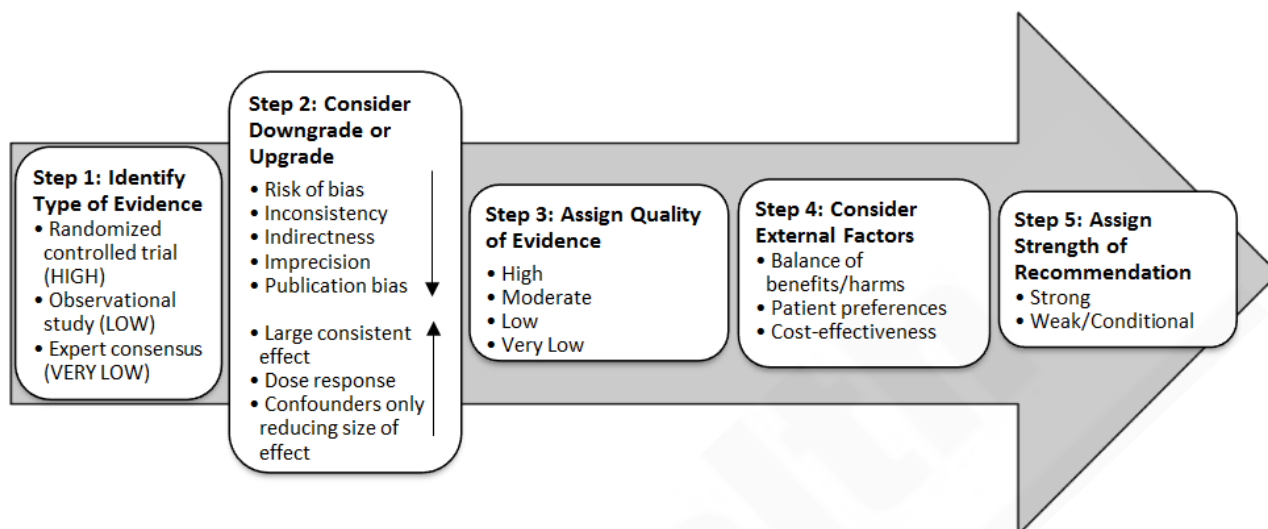 Step 1: Identify
Type of Evidence
• Randomized
controlled trial
(HIGH)
• Observational
study (LOW)
• Expert consensus
(VERY LOW)
Step 2: Consider
Downgrade or
Upgrade
• Risk of bias
• Inconsistency
• Indirectness
• Imprecision
• Publication bias
• Large consistent
effect
• Dose response
• Confounders only
reducing size of
effect
Step 3: Assign Quality
of Evidence
• High
• Moderate
• Low
• Very Low
Step 4: Consider
External Factors
• Balance of
benefits/harms
• Patient preferences
• Cost-effectiveness
Step 5: Assign
Strength of
Recommendation
• Strong
• Weak/Conditional